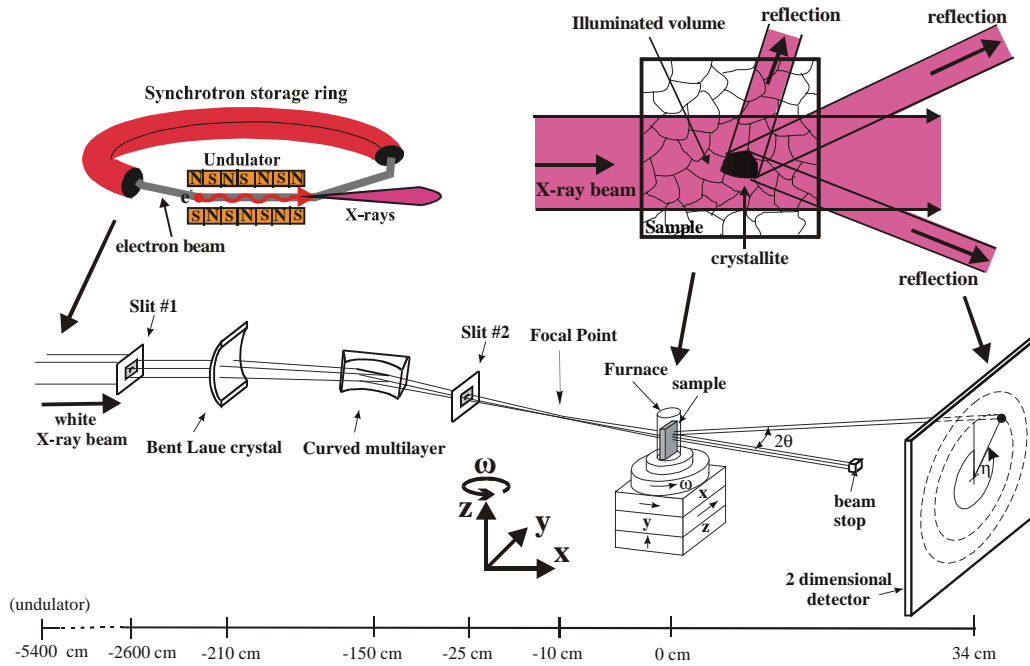 Synchrotron storage ring
Undulator
N S N S N S N
e
S N S N S N S
X-rays
electron beam
Illuminated volume
reflection
reflection
X-ray beam
Sample
crystallite
reflection
Slit #1
white
X-ray beam
Bent Laue crystal
Curved multilayer
Slit #2
Focal Point
Furnace
sample
2θ
ω
x
y
z
beam
stop
η
2 dimensional
detector
ω
z
y
x
(undulator)
-5400 cm
-2600 cm
-210 cm
-150 cm
-25 cm
-10 cm
0 cm
34 cm